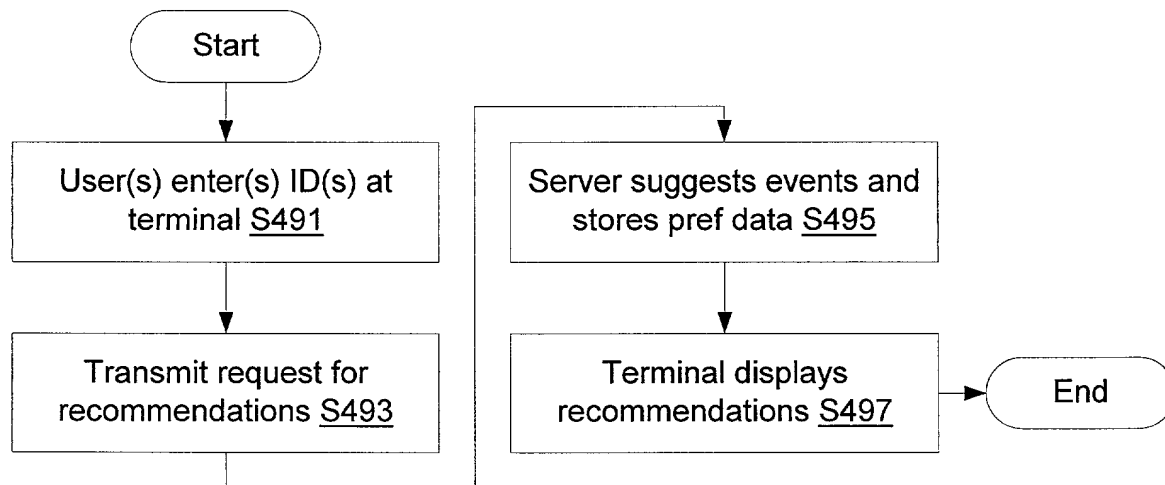 Start
User(s) enter(s) ID(s) at
terminal S491
Transmit request for
recommendations S493
Server suggests events and
stores pref data S495
Terminal displays
recommendations S497
End